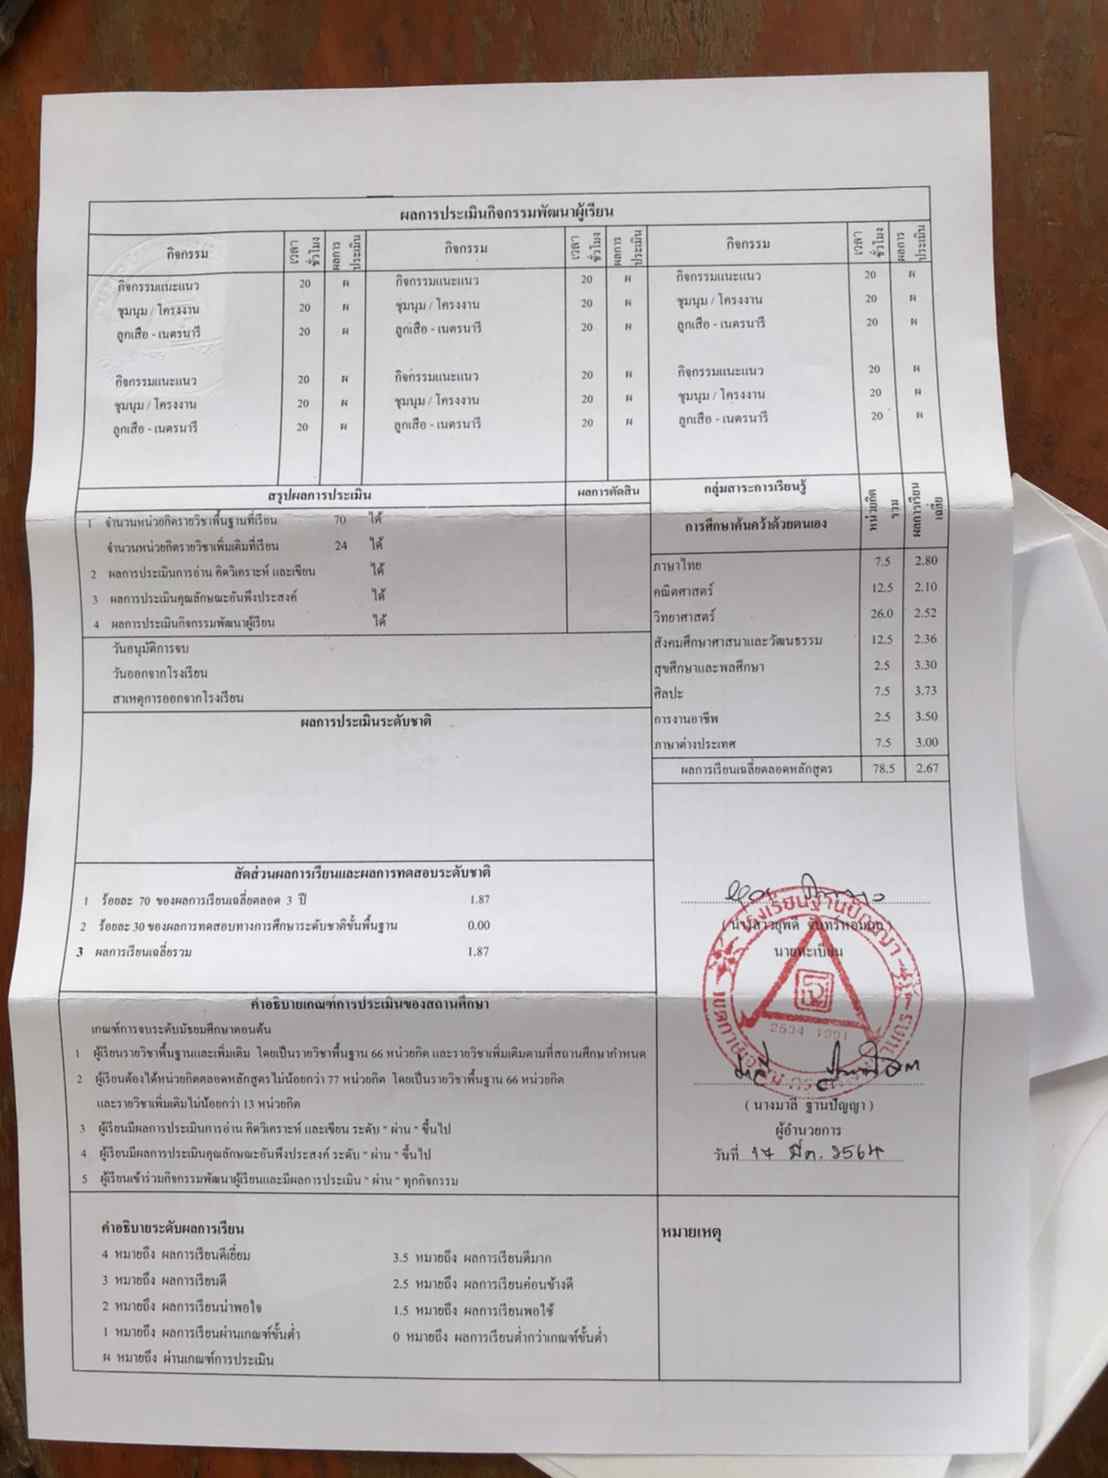 ผลการประเมินกิจกรรมพัฒนาผู้เรียน
กิจกรรม เวลา ชั่วโมง ผลการ ประเมิน กิจกรรม เวลา ชั่วโมง ผลการ ประเมิน กิจกรรม เวลา ชั่วโมง ผลการ ประเมิน
กิจกรรมแนะแนว 20 ผ กิจกรรมแนะแนว 20 ผ กิจกรรมแนะแนว 20 ผ
ชุมนุม / โครงงาน 20 ผ ชุมนุม / โครงงาน 20 ผ ชุมนุม / โครงงาน 20 ผ
ลูกเสือ - เนตรนารี 20 ผ ลูกเสือ - เนตรนารี 20 ผ ลูกเสือ - เนตรนารี 20 ผ
กิจกรรมแนะแนว 20 ผ กิจกรรมแนะแนว 20 ผ กิจกรรมแนะแนว 20 ผ
ชุมนุม / โครงงาน 20 ผ ชุมนุม / โครงงาน 20 ผ ชุมนุม / โครงงาน 20 ผ
ลูกเสือ - เนตรนารี 20 ผ ลูกเสือ - เนตรนารี 20 ผ ลูกเสือ - เนตรนารี 20 ผ
สรุปผลการประเมิน ผลการตัดสิน
1 จำนวนหน่วยกิตรายวิชาพื้นฐานที่เรียน 70 ได้
จำนวนหน่วยกิตรายวิชาเพิ่มเติมที่เรียน 24 ได้
2 ผลการประเมินการอ่าน คิดวิเคราะห์ และเขียน ได้
3 ผลการประเมินคุณลักษณะอันพึงประสงค์ ได้
4 ผลการประเมินกิจกรรมพัฒนาผู้เรียน ได้
วันอนุมัติการจบ
วันออกจากโรงเรียน
สาเหตุการออกจากโรงเรียน
ผลการประเมินระดับชาติ
สัดส่วนผลการเรียนและผลการทดสอบระดับชาติ
1 ร้อยละ 70 ของผลการเรียนเฉลี่ยตลอด 3 ปี 1.87
2 ร้อยละ 30 ของผลการทดสอบทางการศึกษาระดับชาติขั้นพื้นฐาน 0.00
3 ผลการเรียนเฉลี่ยรวม 1.87
คำอธิบายเกณฑ์การประเมินของสถานศึกษา
เกณฑ์การจบระดับมัธยมศึกษาตอนต้น
1 ผู้เรียนรายวิชาพื้นฐานและเพิ่มเติม โดยเป็นรายวิชาพื้นฐาน 66 หน่วยกิต และรายวิชาเพิ่มเติมตามที่สถานศึกษากำหนด
2 ผู้เรียนต้องได้หน่วยกิตตลอดหลักสูตรไม่น้อยกว่า 77 หน่วยกิต โดยเป็นรายวิชาพื้นฐาน 66 หน่วยกิต
และรายวิชาเพิ่มเติมไม่น้อยกว่า 13 หน่วยกิต
3 ผู้เรียนมีผลการประเมินการอ่าน คิดวิเคราะห์ และเขียน ระดับ " ผ่าน " ขึ้นไป
4 ผู้เรียนมีผลการประเมินคุณลักษณะอันพึงประสงค์ ระดับ " ผ่าน " ขึ้นไป
5 ผู้เรียนเข้าร่วมกิจกรรมพัฒนาผู้เรียนและมีผลการประเมิน " ผ่าน " ทุกกิจกรรม
คำอธิบายระดับผลการเรียน
4 หมายถึง ผลการเรียนดีเยี่ยม 3.5 หมายถึง ผลการเรียนดีมาก
3 หมายถึง ผลการเรียนดี 2.5 หมายถึง ผลการเรียนค่อนข้างดี
2 หมายถึง ผลการเรียนน่าพอใจ 1.5 หมายถึง ผลการเรียนพอใช้
1 หมายถึง ผลการเรียนผ่านเกณฑ์ขั้นต่ำ 0 หมายถึง ผลการเรียนต่ำกว่าเกณฑ์ขั้นต่ำ
ผ หมายถึง ผ่านเกณฑ์การประเมิน
กลุ่มสาระการเรียนรู้ หน่วยกิต รวม ผลการเรียน เฉลี่ย
การศึกษาค้นคว้าด้วยตนเอง
ภาษาไทย 7.5 2.80
คณิตศาสตร์ 12.5 2.10
วิทยาศาสตร์ 26.0 2.52
สังคมศึกษาศาสนาและวัฒนธรรม 12.5 2.36
สุขศึกษาและพลศึกษา 2.5 3.30
ศิลปะ 7.5 3.73
การงานอาชีพ 2.5 3.50
ภาษาต่างประเทศ 7.5 3.00
ผลการเรียนเฉลี่ยตลอดหลักสูตร 78.5 2.67
นายทะเบียน
โรงเรียนฐานปัญญา
2534 1991
( นางมาลี ฐานปัญญา )
ผู้อำนวยการ
วันที่ 17 มี.ค. 2564
หมายเหตุ